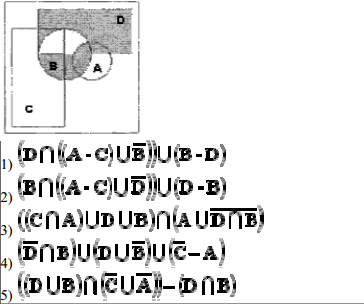 D
B
A
C
1) (D∩((A-C)∪B̅))∪(B-D)
2) (B∩((A-C)∪D̅))∪(D-B)
3) ((C∩A)∪D∪B)∩(A∪D̅∩̅B̅)
4) (D̅∩B)∪(D∪B̅)∪(C̅-A)
5) ((D∪B)∩(C̅∪A̅))-(D∩B)